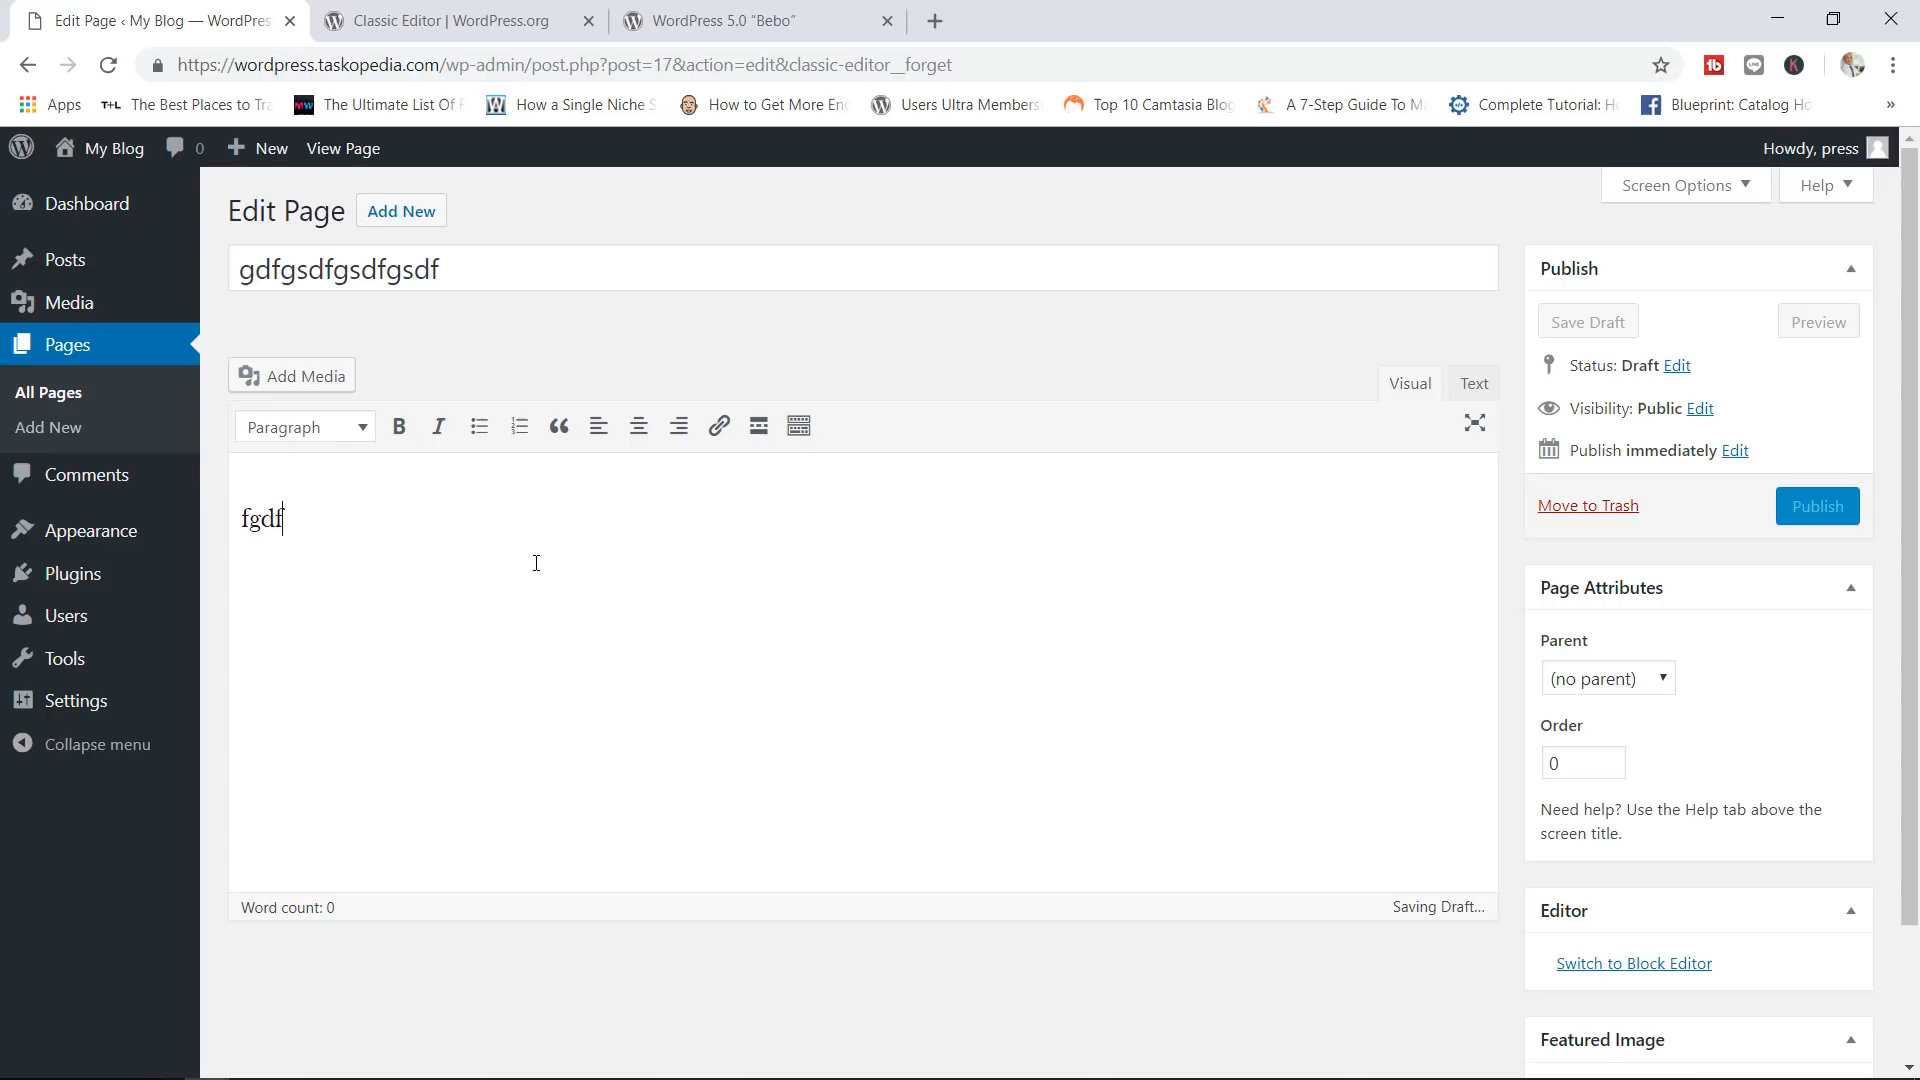 Edit Page ‹ My Blog — WordPres
Classic Editor | WordPress.org
WordPress 5.0 “Bebo”
https://wordpress.taskopedia.com/wp-admin/post.php?post=17&action=edit&classic-editor__forget
Apps
T+L The Best Places to Tra
MW The Ultimate List Of F
How a Single Niche S
How to Get More En
Users Ultra Members
Top 10 Camtasia Blog
A 7-Step Guide To M
Complete Tutorial: H
Blueprint: Catalog Ho
»
My Blog
0
New
View Page
Howdy, press
Dashboard
Posts
Media
Pages
All Pages
Add New
Comments
Appearance
Plugins
Users
Tools
Settings
Collapse menu
Screen Options
Help
Edit Page
Add New
gdfgsdfgsdfgsdf
Add Media
Visual
Text
Paragraph
B I
fgdf
Word count: 0
Saving Draft...
Publish
Save Draft
Preview
Status: Draft Edit
Visibility: Public Edit
Publish immediately Edit
Move to Trash
Publish
Page Attributes
Parent
(no parent)
Order
0
Need help? Use the Help tab above the
screen title.
Editor
Switch to Block Editor
Featured Image